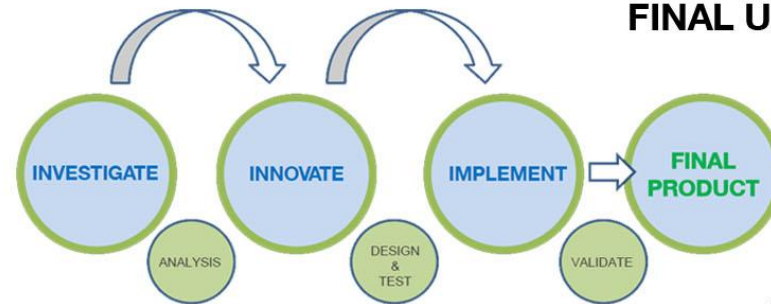 FINAL U
INVESTIGATE
INNOVATE
IMPLEMENT
FINAL
PRODUCT
ANALYSIS
DESIGN
&
TEST
VALIDATE